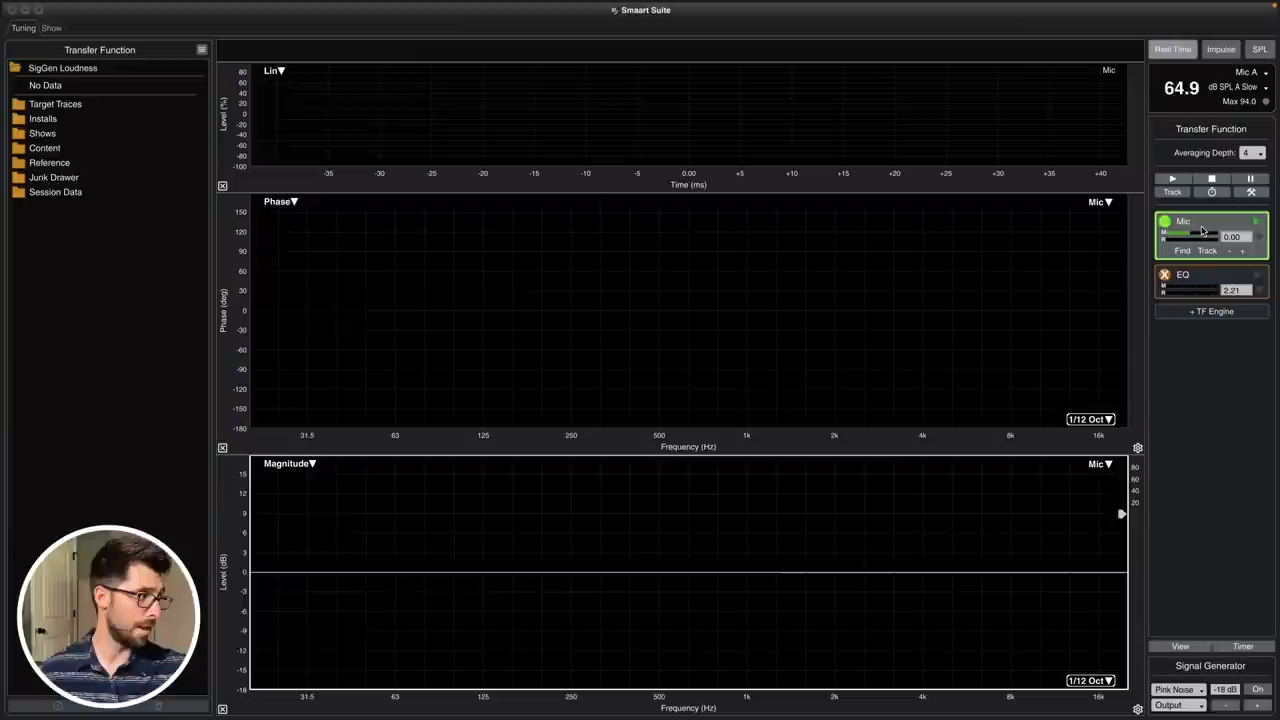 Smaart Suite
Tuning Show
Transfer Function
SigGen Loudness
No Data
Target Traces
Installs
Shows
Content
Reference
Junk Drawer
Session Data
Lin▼ Mic
80
60
40
20
0
-20
-40
-60
-80
-100
Level (%)
-35 -30 -25 -20 -15 -10 -5 0.00 +5 +10 +15 +20 +25 +30 +35 +40
Time (ms)
Phase▼ Mic▼
150
120
90
60
30
0
-30
-60
-90
-120
-150
-180
Phase (deg)
1/12 Oct▼
31.5 63 125 250 500 1k 2k 4k 8k 16k
Frequency (Hz)
Magnitude▼ Mic▼
15
12
9
6
3
0
-3
-6
-9
-12
-15
-18
Level (dB)
80
60
40
20
1/12 Oct▼
31.5 63 125 250 500 1k 2k 4k 8k 16k
Frequency (Hz)
Real Time Impulse SPL
Mic A
64.9 dB SPL A Slow
Max 94.0
Transfer Function
Averaging Depth: 4
Track
Mic
M
R 0.00
Find Track - +
EQ
M
R 2.21
+ TF Engine
View Timer
Signal Generator
Pink Noise -18 dB On
Output - +